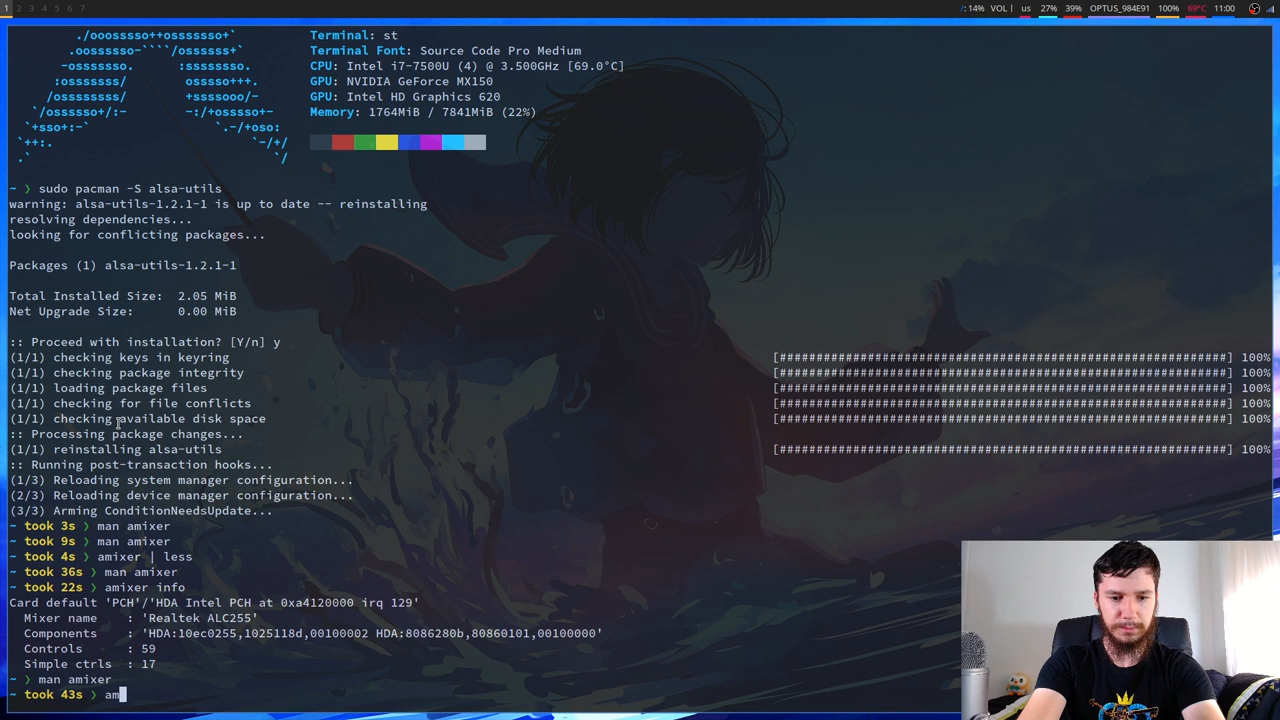 1 2 3 4 5 6 7
/: 14% VOL | us 27% 39% OPTUS_984E91 100% 69°C 11:00
./ooosssso++osssssso+` Terminal: st
.oossssso-````/ossssss+` Terminal Font: Source Code Pro Medium
-osssssso. :ssssssso. CPU: Intel i7-7500U (4) @ 3.500GHz [69.0°C]
:osssssss/ osssso+++. GPU: NVIDIA GeForce MX150
/ossssssss/ +ssssooo/- GPU: Intel HD Graphics 620
`/ossssso+/:- -:/+osssso+- Memory: 1764MiB / 7841MiB (22%)
`+sso+:-` `.-/+oso:
`++:. `-/+/
.` `/
~ ❯ sudo pacman -S alsa-utils
warning: alsa-utils-1.2.1-1 is up to date -- reinstalling
resolving dependencies...
looking for conflicting packages...
Packages (1) alsa-utils-1.2.1-1
Total Installed Size: 2.05 MiB
Net Upgrade Size: 0.00 MiB
:: Proceed with installation? [Y/n] y
(1/1) checking keys in keyring [##############################################################] 100%
(1/1) checking package integrity [##############################################################] 100%
(1/1) loading package files [##############################################################] 100%
(1/1) checking for file conflicts [##############################################################] 100%
(1/1) checking available disk space [##############################################################] 100%
:: Processing package changes...
(1/1) reinstalling alsa-utils [##############################################################] 100%
:: Running post-transaction hooks...
(1/3) Reloading system manager configuration...
(2/3) Reloading device manager configuration...
(3/3) Arming ConditionNeedsUpdate...
~ took 3s ❯ man amixer
~ took 9s ❯ man amixer
~ took 4s ❯ amixer | less
~ took 36s ❯ man amixer
~ took 22s ❯ amixer info
Card default 'PCH'/'HDA Intel PCH at 0xa4120000 irq 129'
Mixer name : 'Realtek ALC255'
Components : 'HDA:10ec0255,1025118d,00100002 HDA:8086280b,80860101,00100000'
Controls : 59
Simple ctrls : 17
~ ❯ man amixer
~ took 43s ❯ am